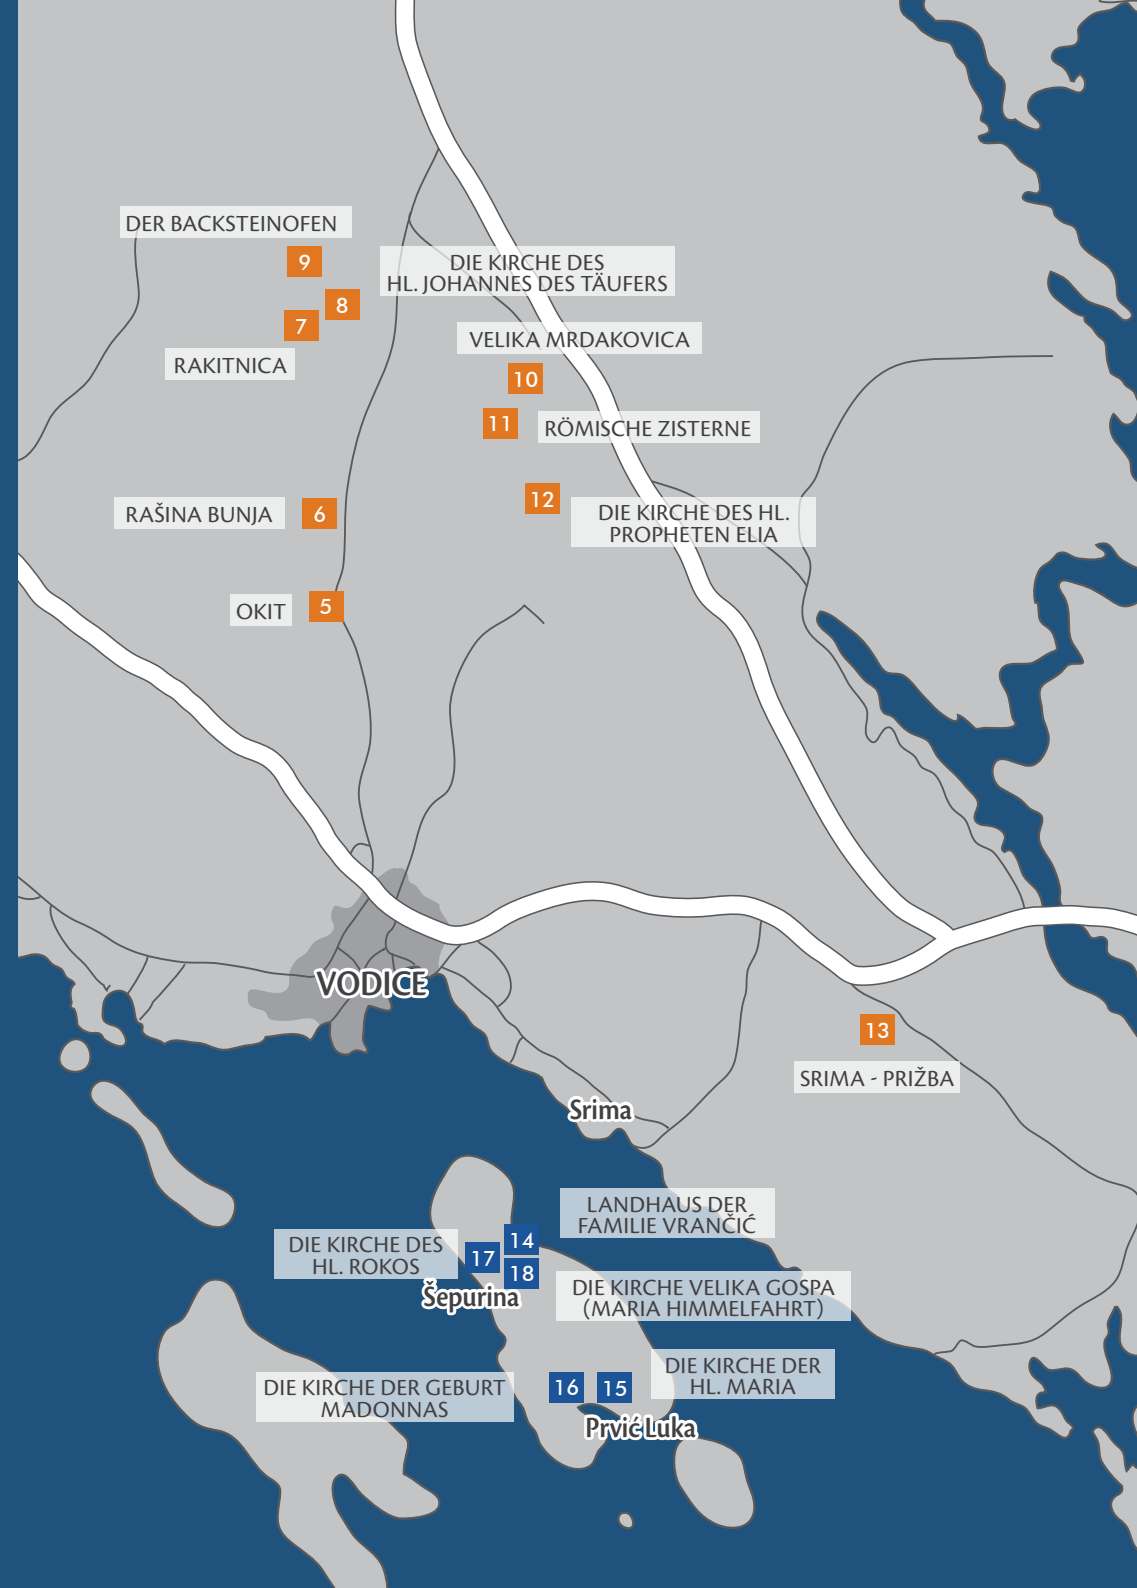 DER BACKSTEINOFEN
9
DIE KIRCHE DES
HL. JOHANNES DES TÄUFERS
8
7
RAKITNICA
VELIKA MRDAKOVICA
10
11
RÖMISCHE ZISTERNE
12
DIE KIRCHE DES HL.
PROPHETEN ELIA
RAŠINA BUNJA
6
OKIT
5
VODICE
13
SRIMA - PRIŽBA
Srima
LANDHAUS DER
FAMILIE VRANČIĆ
14
DIE KIRCHE DES
HL. ROKOS
17
18
Šepurina
DIE KIRCHE VELIKA GOSPA
(MARIA HIMMELFAHRT)
DIE KIRCHE DER
HL. MARIA
DIE KIRCHE DER GEBURT
MADONNAS
16
15
Prvić Luka